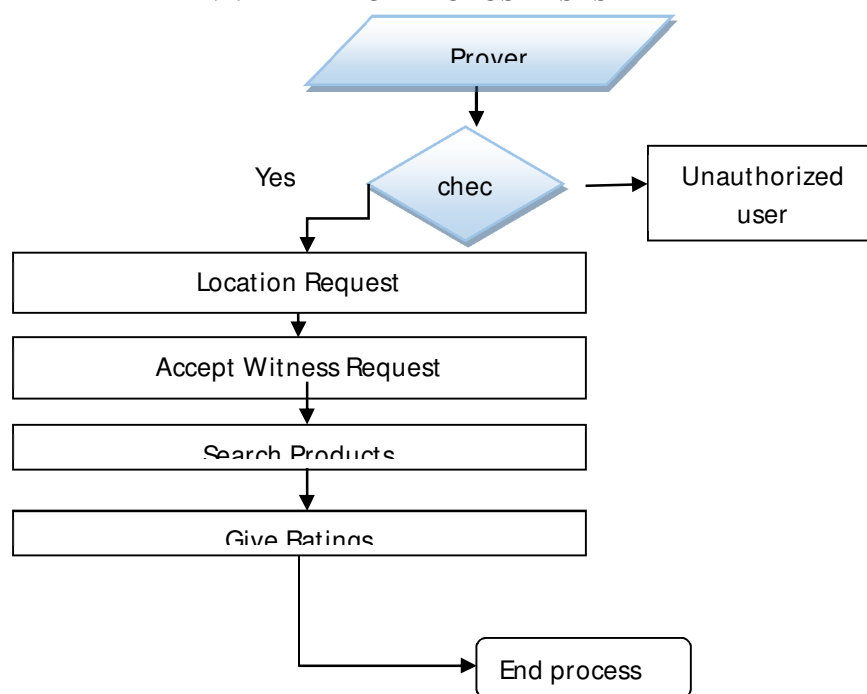 Prover
Yes
chec
Unauthorized
user
Location Request
Accept Witness Request
Search Products
Give Ratings
End process